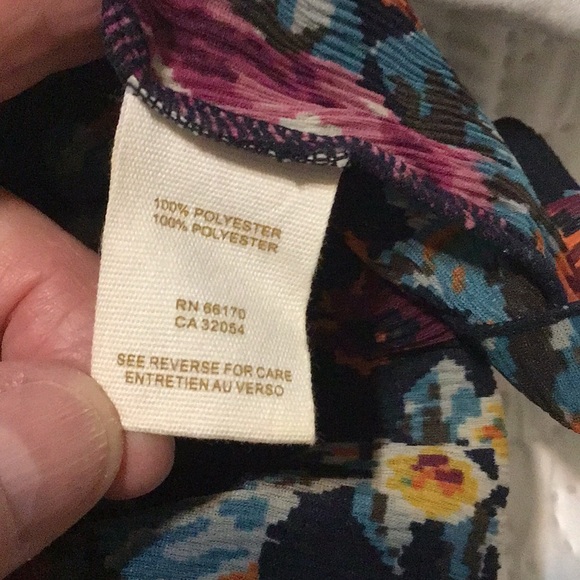 100% POLYESTER
100% POLYESTER
RN 66170
CA 32054
SEE REVERSE FOR CARE
ENTRETIEN AU VERSO